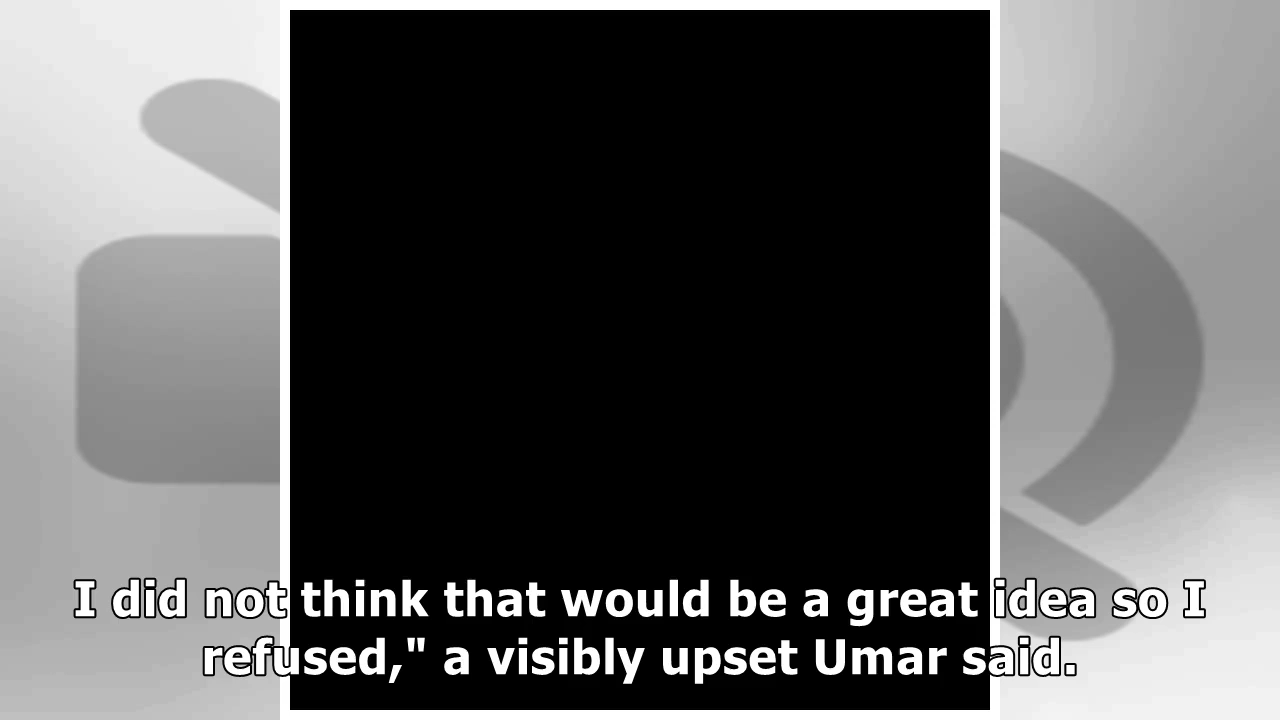 I did not think that would be a great idea so I
refused," a visibly upset Umar said.